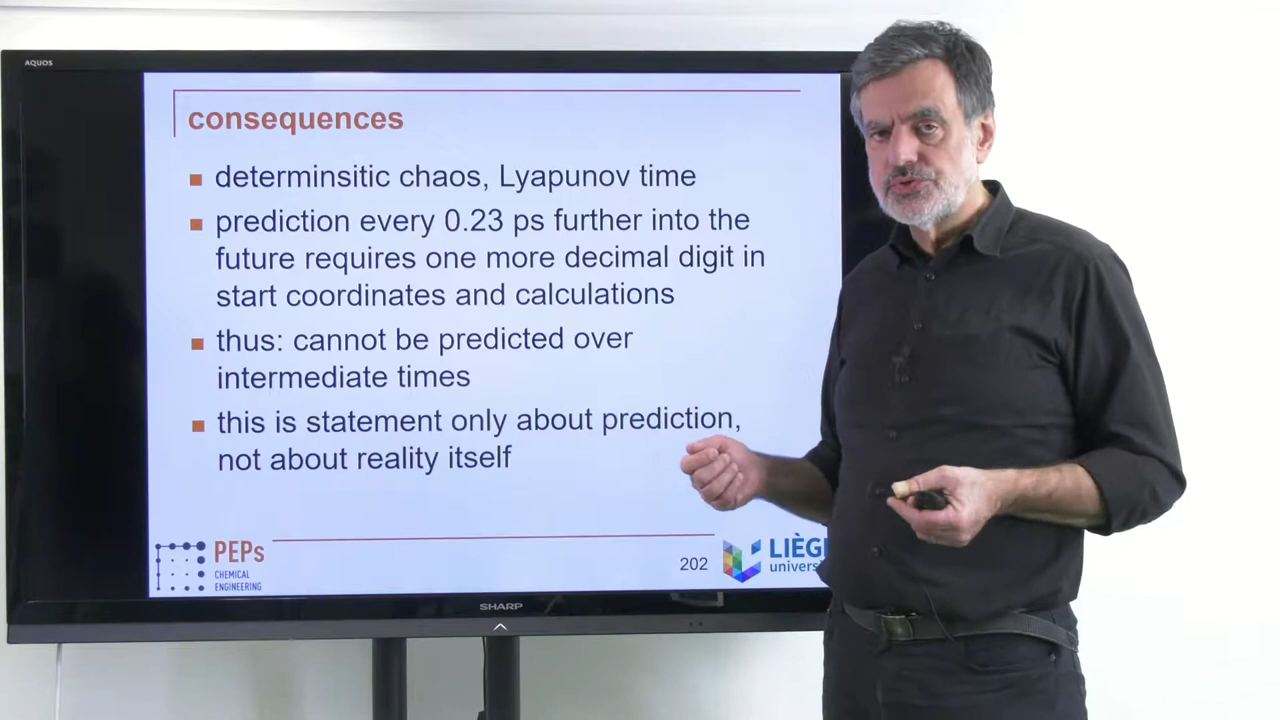 AQUOS
consequences
determinsitic chaos, Lyapunov time
prediction every 0.23 ps further into the
future requires one more decimal digit in
start coordinates and calculations
thus: cannot be predicted over
intermediate times
this is statement only about prediction,
not about reality itself
PEPs
CHEMICAL
ENGINEERING
202
SHARP